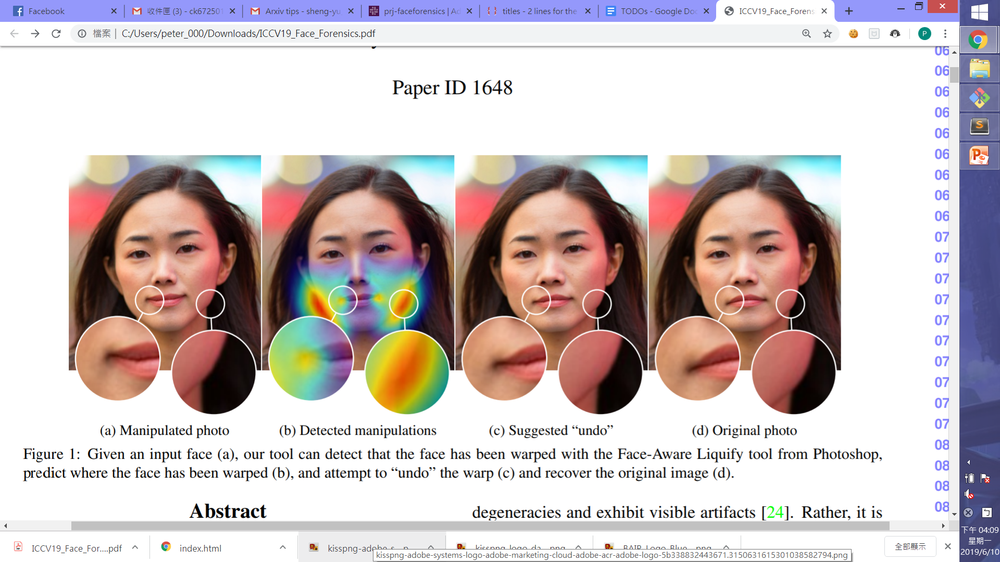 Facebook
收件匣 (3) - ck672501
Arxiv tips - sheng-yu
prj-faceforensics | Ad
titles - 2 lines for the
TODOs - Google Doc
ICCV19_Face_Forens
檔案
C:/Users/peter_000/Downloads/ICCV19_Face_Forensics.pdf
P
Paper ID 1648
06
06
06
06
06
06
06
06
06
07
07
07
07
07
07
07
07
07
07
08
08
08
08
(a) Manipulated photo
(b) Detected manipulations
(c) Suggested “undo”
(d) Original photo
Figure 1: Given an input face (a), our tool can detect that the face has been warped with the Face-Aware Liquify tool from Photoshop,
predict where the face has been warped (b), and attempt to “undo” the warp (c) and recover the original image (d).
Abstract
degeneracies and exhibit visible artifacts [24]. Rather, it is
ICCV19_Face_For....pdf
index.html
kisspng-adobe-s...p
kisspng-logo-da...png
BAIR_Logo_Blue...png
全部顯示
kisspng-adobe-systems-logo-adobe-marketing-cloud-adobe-acr-adobe-logo-5b338832443671.3150631615301038582794.png
下午 04:09
星期一
2019/6/10